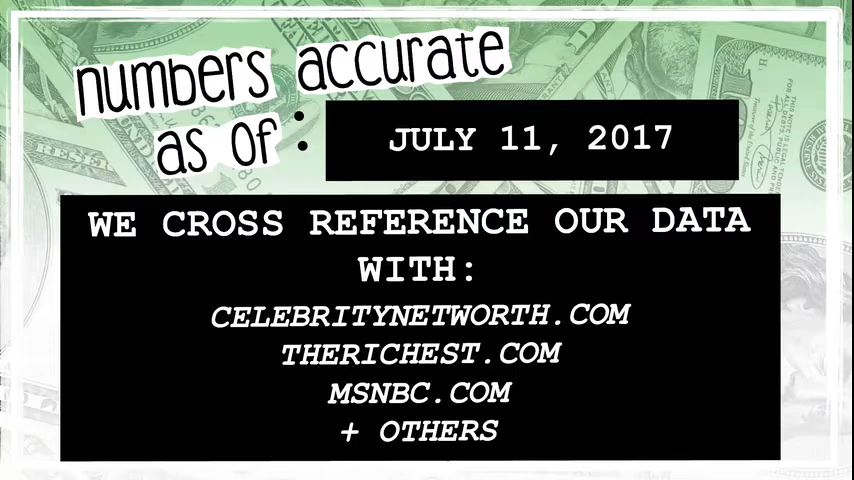 numbers accurate
as of: JULY 11, 2017
WE CROSS REFERENCE OUR DATA
WITH:
CELEBRITYNETWORTH.COM
THERICHEST.COM
MSNBC.COM
+ OTHERS